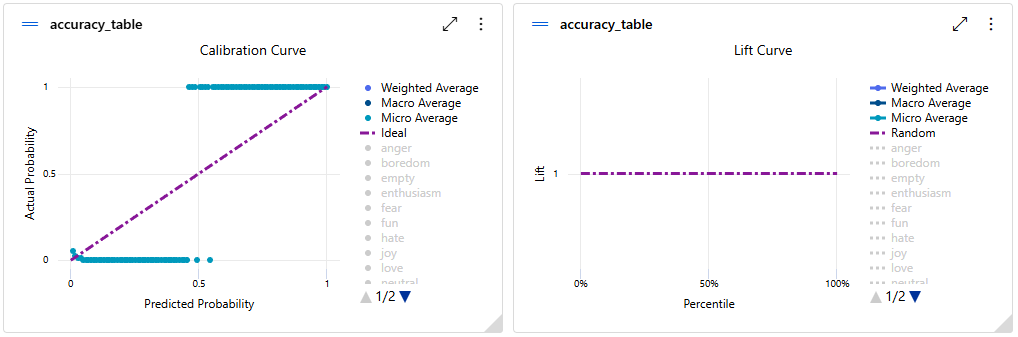 accuracy_table
Calibration Curve
1
0.5
0
Actual Probability
0
0.5
1
Predicted Probability
Weighted Average
Macro Average
Micro Average
Ideal
anger
boredom
empty
enthusiasm
fear
fun
hate
joy
love
neutral
1/2
accuracy_table
Lift Curve
Lift
1
0%
50%
100%
Percentile
Weighted Average
Macro Average
Micro Average
Random
anger
boredom
empty
enthusiasm
fear
fun
hate
joy
love
neutral
1/2